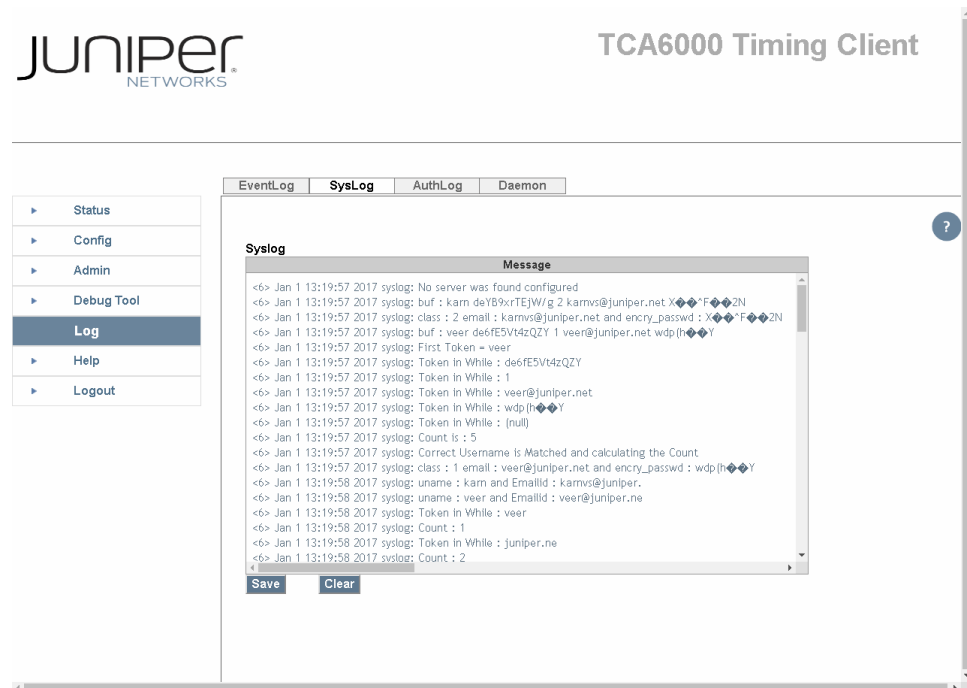 JUNIPER NETWORKS
TCA6000 Timing Client
EventLog SysLog AuthLog Daemon
Status
Config
Admin
Debug Tool
Log
Help
Logout
?
Syslog
Message
<6> Jan 1 13:19:57 2017 syslog: No server was found configured
<6> Jan 1 13:19:57 2017 syslog: buf : karn deYB9xrTEjW/g 2 karnvs@juniper.net X��^F��2N
<6> Jan 1 13:19:57 2017 syslog: class : 2 email : karnvs@juniper.net and encry_passwd : X��^F��2N
<6> Jan 1 13:19:57 2017 syslog: buf : veer de6fE5Vt4zQZY 1 veer@juniper.net wdp(h��Y
<6> Jan 1 13:19:57 2017 syslog: First Token = veer
<6> Jan 1 13:19:57 2017 syslog: Token in While : de6fE5Vt4zQZY
<6> Jan 1 13:19:57 2017 syslog: Token in While : 1
<6> Jan 1 13:19:57 2017 syslog: Token in While : veer@juniper.net
<6> Jan 1 13:19:57 2017 syslog: Token in While : wdp(h��Y
<6> Jan 1 13:19:57 2017 syslog: Token in While : (null)
<6> Jan 1 13:19:57 2017 syslog: Count is : 5
<6> Jan 1 13:19:57 2017 syslog: Correct Username is Matched and calculating the Count
<6> Jan 1 13:19:57 2017 syslog: class : 1 email : veer@juniper.net and encry_passwd : wdp(h��Y
<6> Jan 1 13:19:58 2017 syslog: uname : karn and EmailId : karnvs@juniper.
<6> Jan 1 13:19:58 2017 syslog: uname : veer and EmailId : veer@juniper.ne
<6> Jan 1 13:19:58 2017 syslog: Token in While : veer
<6> Jan 1 13:19:58 2017 syslog: Count : 1
<6> Jan 1 13:19:58 2017 syslog: Token in While : juniper.ne
<6> Jan 1 13:19:58 2017 syslog: Count : 2
Save Clear